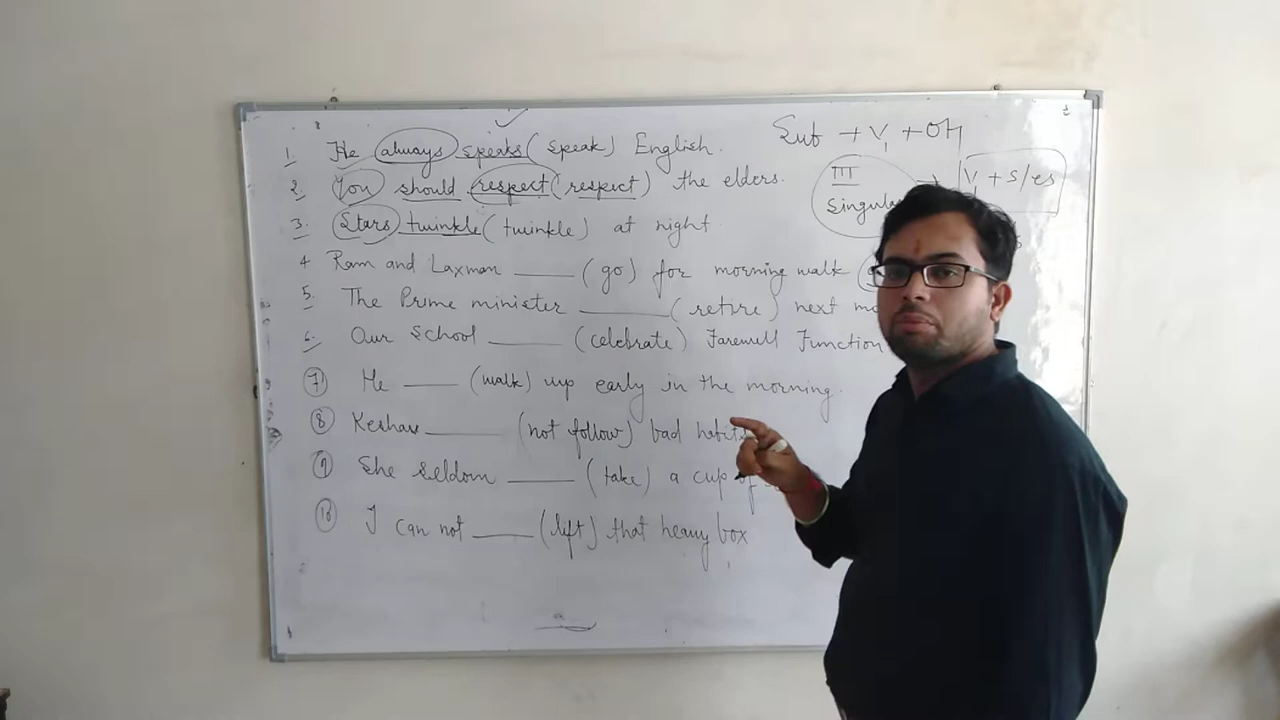 Sub + V1 + Obj
III Singular → V1 + s/es
1. He always speaks (speak) English.
2. You should respect (respect) the elders.
3. Stars twinkle (twinkle) at night
4 Ram and Laxman ____ (go) for morning walk
5. The Prime minister ____ (retire) next
6. Our School ____ (celebrate) Farewell Function
7 He ____ (walk) up early in the morning.
8 Keshav ____ (not follow) bad habits
9 She seldom ____ (take) a cup of
10 I can not ____ (lift) that heavy box